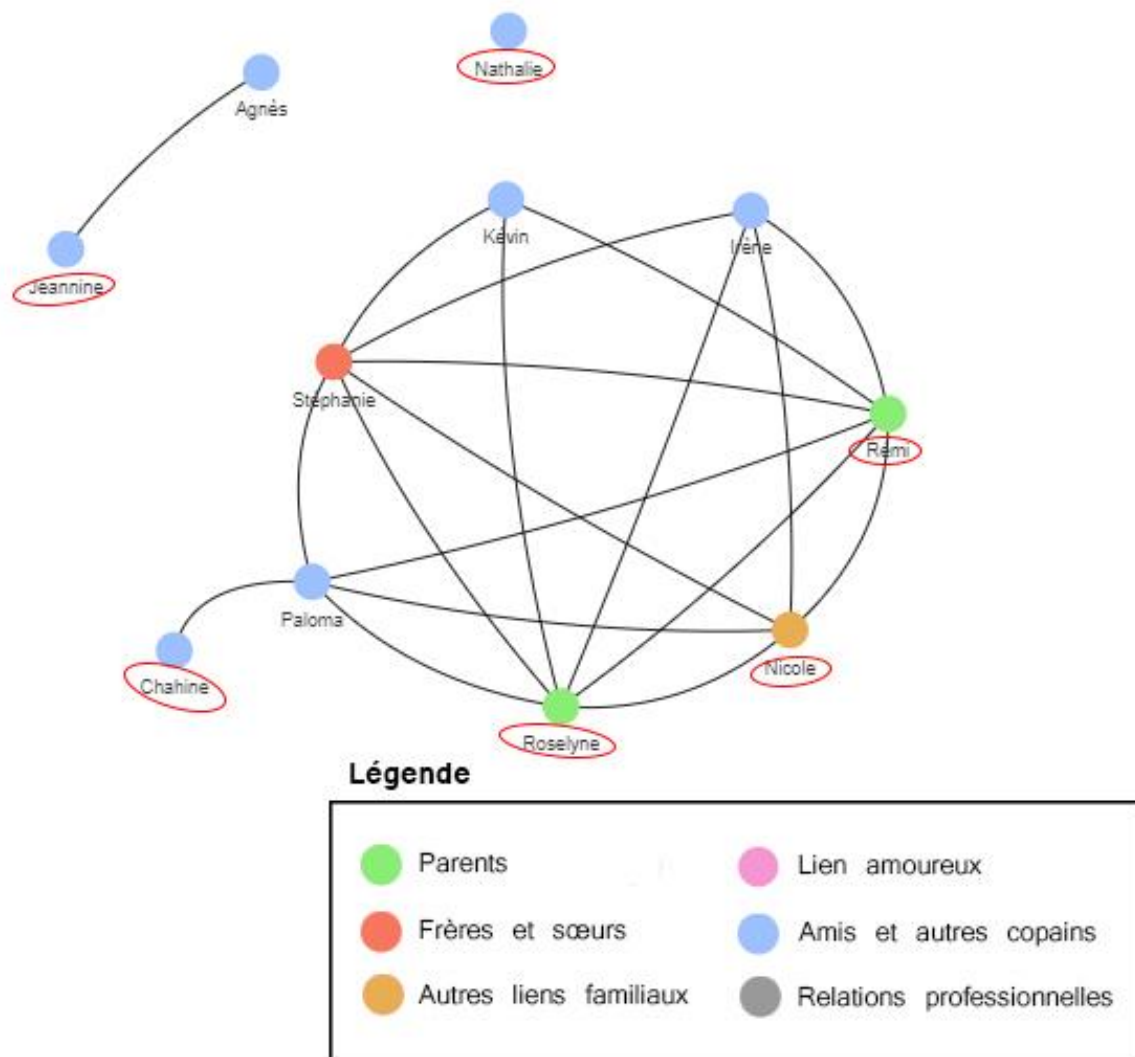 Nathalie
Agnès
Kévin
Irène
Jeannine
Stéphanie
Rémi
Paloma
Nicole
Chahine
Roselyne
Légende
Parents
Lien amoureux
Frères et sœurs
Amis et autres copains
Autres liens familiaux
Relations professionnelles